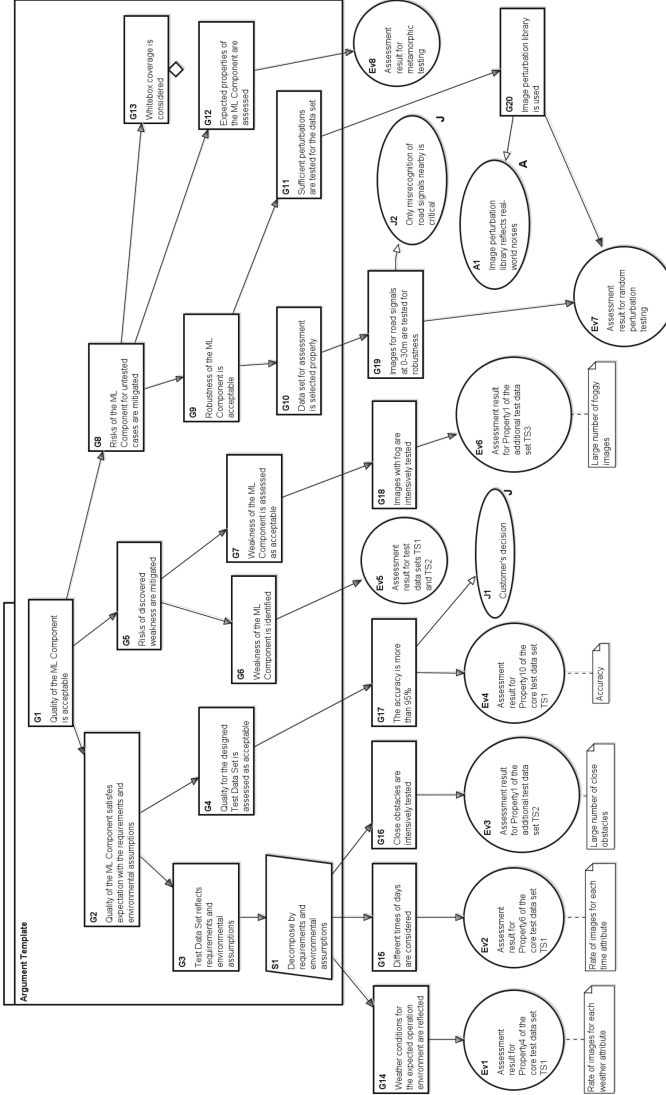 Argument Template
G1
Quality of the ML Component
is acceptable
G2
Quality of the ML Component satisfies
expectation with the requirements and
environmental assumptions
G5
Risks of discovered
weakness are mitigated
G8
Risks of the ML
Component for untested
cases are mitigated
G13
Whitebox coverage is
considered
G3
Test Data Set reflects
requirements and
environmental
assumptions
G4
Quality for the designed
Test Data Set is
assessed as acceptable
G6
Weakness of the ML
Component is identified
G7
Weakness of the ML
Component is assessed
as acceptable
G9
Robustness of the ML
Component is
acceptable
G12
Expected properties of
the ML Component are
assessed
S1
Decompose by
requirements and
environmental
assumptions
G10
Data set for assessment
is selected properly
G11
Sufficient perturbations
are tested for the data set
Ev8
Assessment
result for
metamorphic
testing
G14
Weather conditions for
the expected operation
environment are reflected
G15
Different times of days
are considered
G16
Close obstacles are
intensively tested
G17
The accuracy is more
than 95%
Ev5
Assessment
result for test
data sets TS1
and TS2
G18
Images with fog are
intensively tested
G19
Images for road signals
at 0-30m are tested for
robustness
J2
Only misrecognition of
road signals nearby is
critical
J
Ev1
Assessment
result for
Property4 of the
core test data set
TS1
Ev2
Assessment
result for
Property6 of the
core test data set
TS1
Ev3
Assessment result
for Property1 of the
additional test data
set TS2
Ev4
Assessment
result for
Property10 of the
core test data set
TS1
J1
Customer's decision
J
Ev6
Assessment result
for Property1 of the
additional test data
set TS3
A1
Image perturbation
library reflects real-
world noises
A
G20
Image perturbation library
is used
Ev7
Assessment
result for random
perturbation
testing
Rate of images for each
weather attribute
Rate of images for each
time attribute
Large number of close
obstacles
Accuracy
Large number of foggy
images